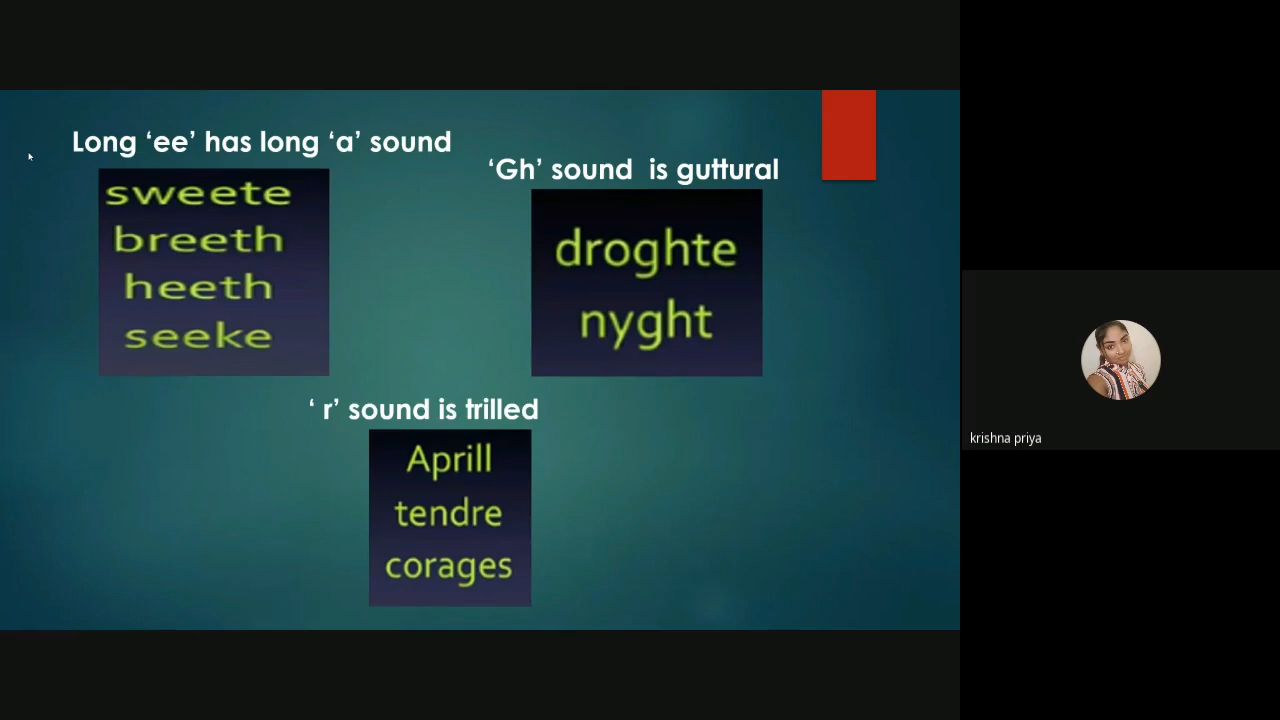 Long ‘ee’ has long ‘a’ sound
sweete
breeth
heeth
seeke
‘Gh’ sound  is guttural
droghte
nyght
‘ r’ sound is trilled
Aprill
tendre
corages
krishna priya